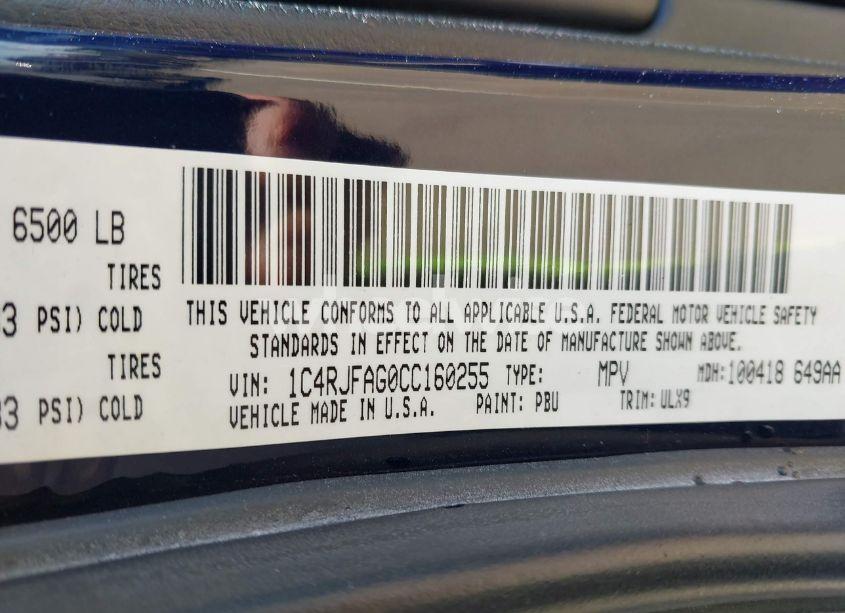 6500 LB
TIRES
3 PSI) COLD
TIRES
3 PSI) COLD
THIS VEHICLE CONFORMS TO ALL APPLICABLE U.S.A. FEDERAL MOTOR VEHICLE SAFETY
STANDARDS IN EFFECT ON THE DATE OF MANUFACTURE SHOWN ABOVE.
VIN: 1C4RJFAG0CC160255 TYPE: MPV MDH:100418 649AA
VEHICLE MADE IN U.S.A. PAINT: PBU TRIM: ULX9